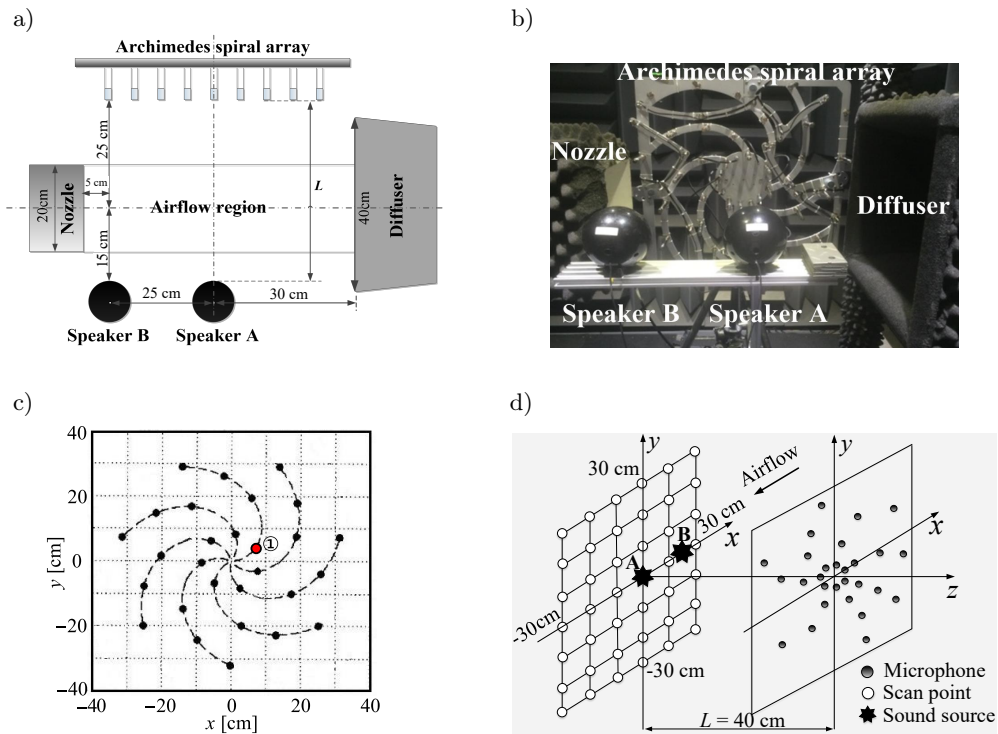 a)
Archimedes spiral array
25 cm
5 cm
20cm
Nozzle
Airflow region
L
40cm
Diffuser
15 cm
25 cm
30 cm
Speaker B
Speaker A
b)
Archimedes spiral array
Nozzle
Diffuser
Speaker B
Speaker A
c)
40
20
0
−20
−40
y [cm]
①
−40
−20
0
20
40
x [cm]
d)
y
30 cm
Airflow
y
30 cm
x
B
A
x
z
-30cm
-30 cm
Microphone
Scan point
Sound source
L = 40 cm